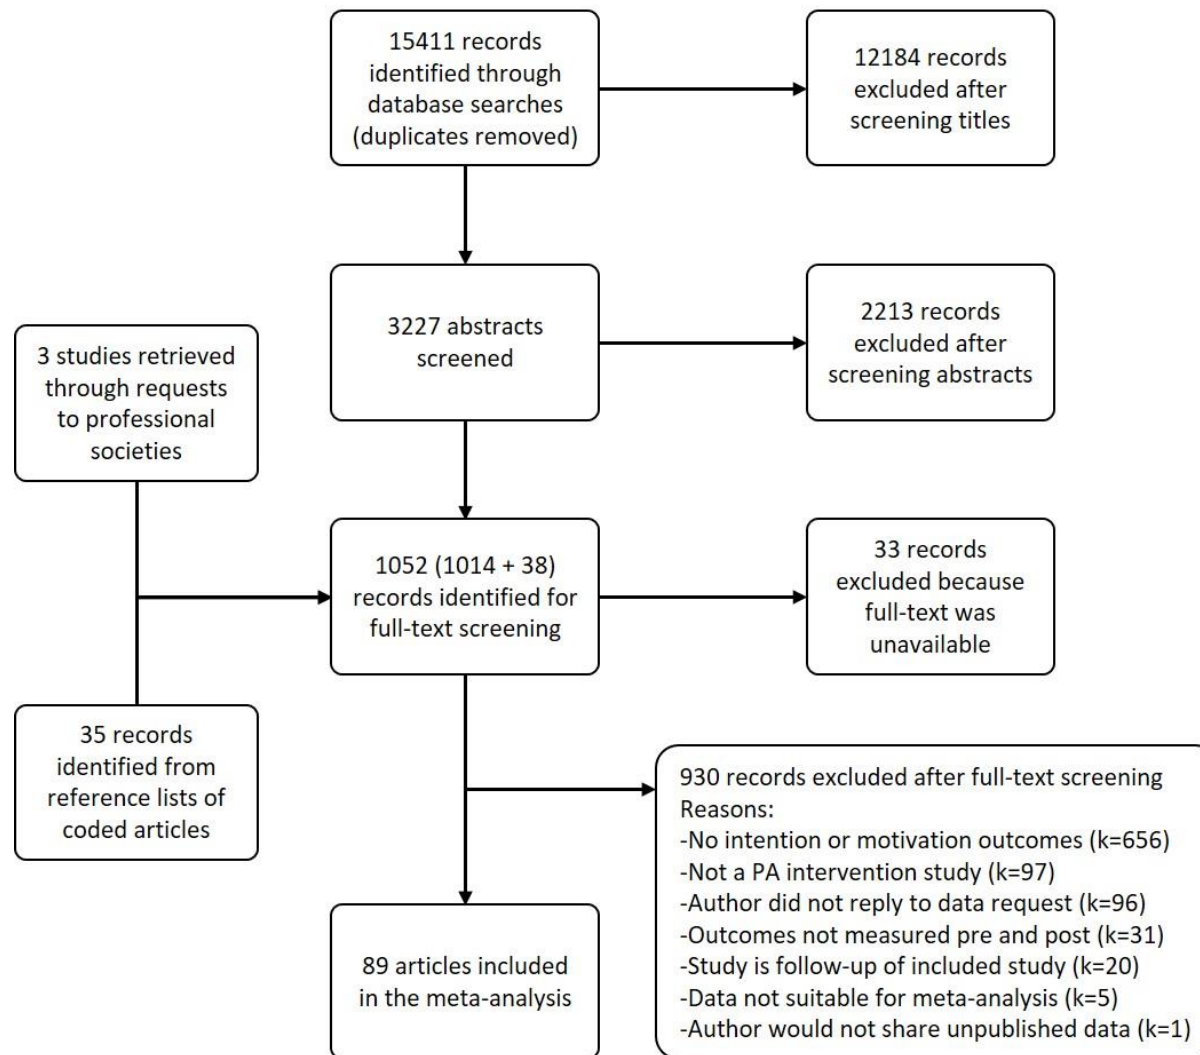 15411 records
identified through
database searches
(duplicates removed)
12184 records
excluded after
screening titles
3227 abstracts
screened
2213 records
excluded after
screening abstracts
3 studies retrieved
through requests
to professional
societies
1052 (1014 + 38)
records identified for
full-text screening
33 records
excluded because
full-text was
unavailable
35 records
identified from
reference lists of
coded articles
930 records excluded after full-text screening
Reasons:
-No intention or motivation outcomes (k=656)
-Not a PA intervention study (k=97)
-Author did not reply to data request (k=96)
-Outcomes not measured pre and post (k=31)
-Study is follow-up of included study (k=20)
-Data not suitable for meta-analysis (k=5)
-Author would not share unpublished data (k=1)
89 articles included
in the meta-analysis